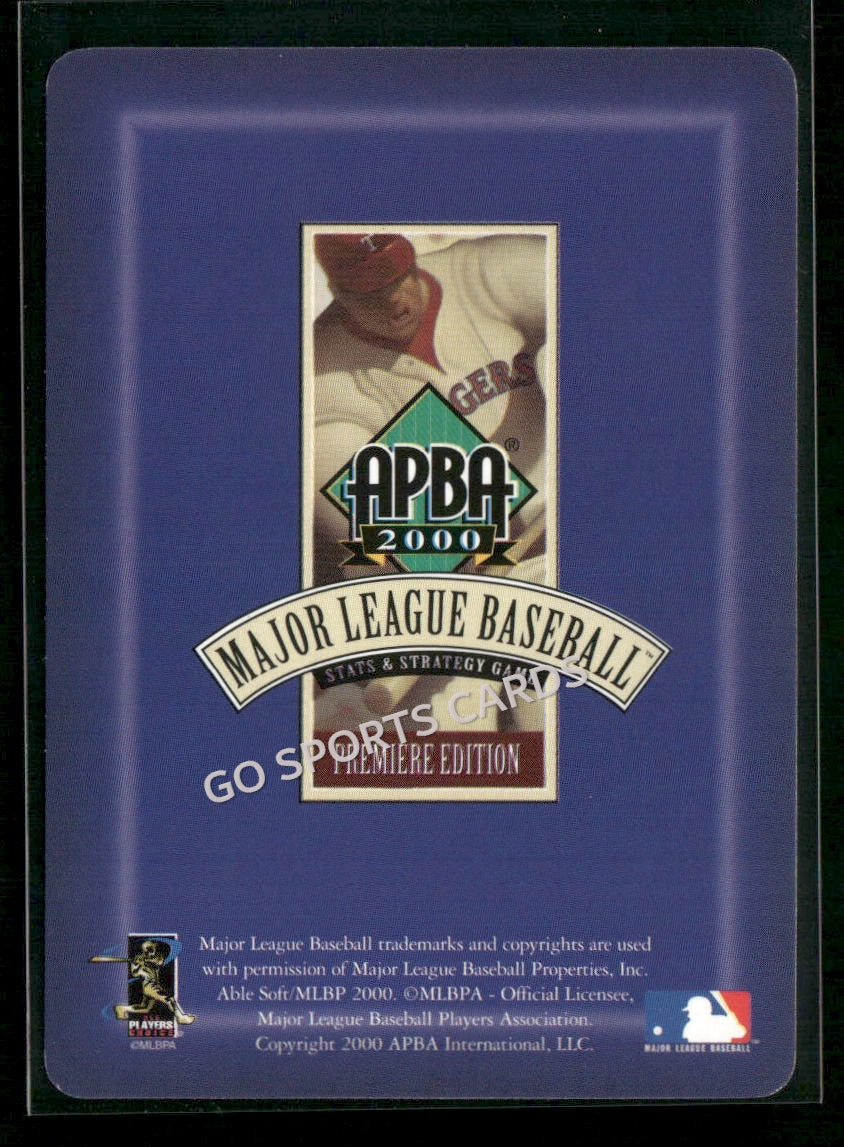 T
GERS
APBA®
2000
MAJOR LEAGUE BASEBALL™
STATS & STRATEGY GAME
GO SPORTS CARDS
PREMIERE EDITION
Major League Baseball trademarks and copyrights are used
with permission of Major League Baseball Properties, Inc.
Able Soft/MLBP 2000. ©MLBPA - Official Licensee,
Major League Baseball Players Association.
Copyright 2000 APBA International, LLC.
PLAYERS
CHOICE®
©MLBPA
MAJOR LEAGUE BASEBALL™